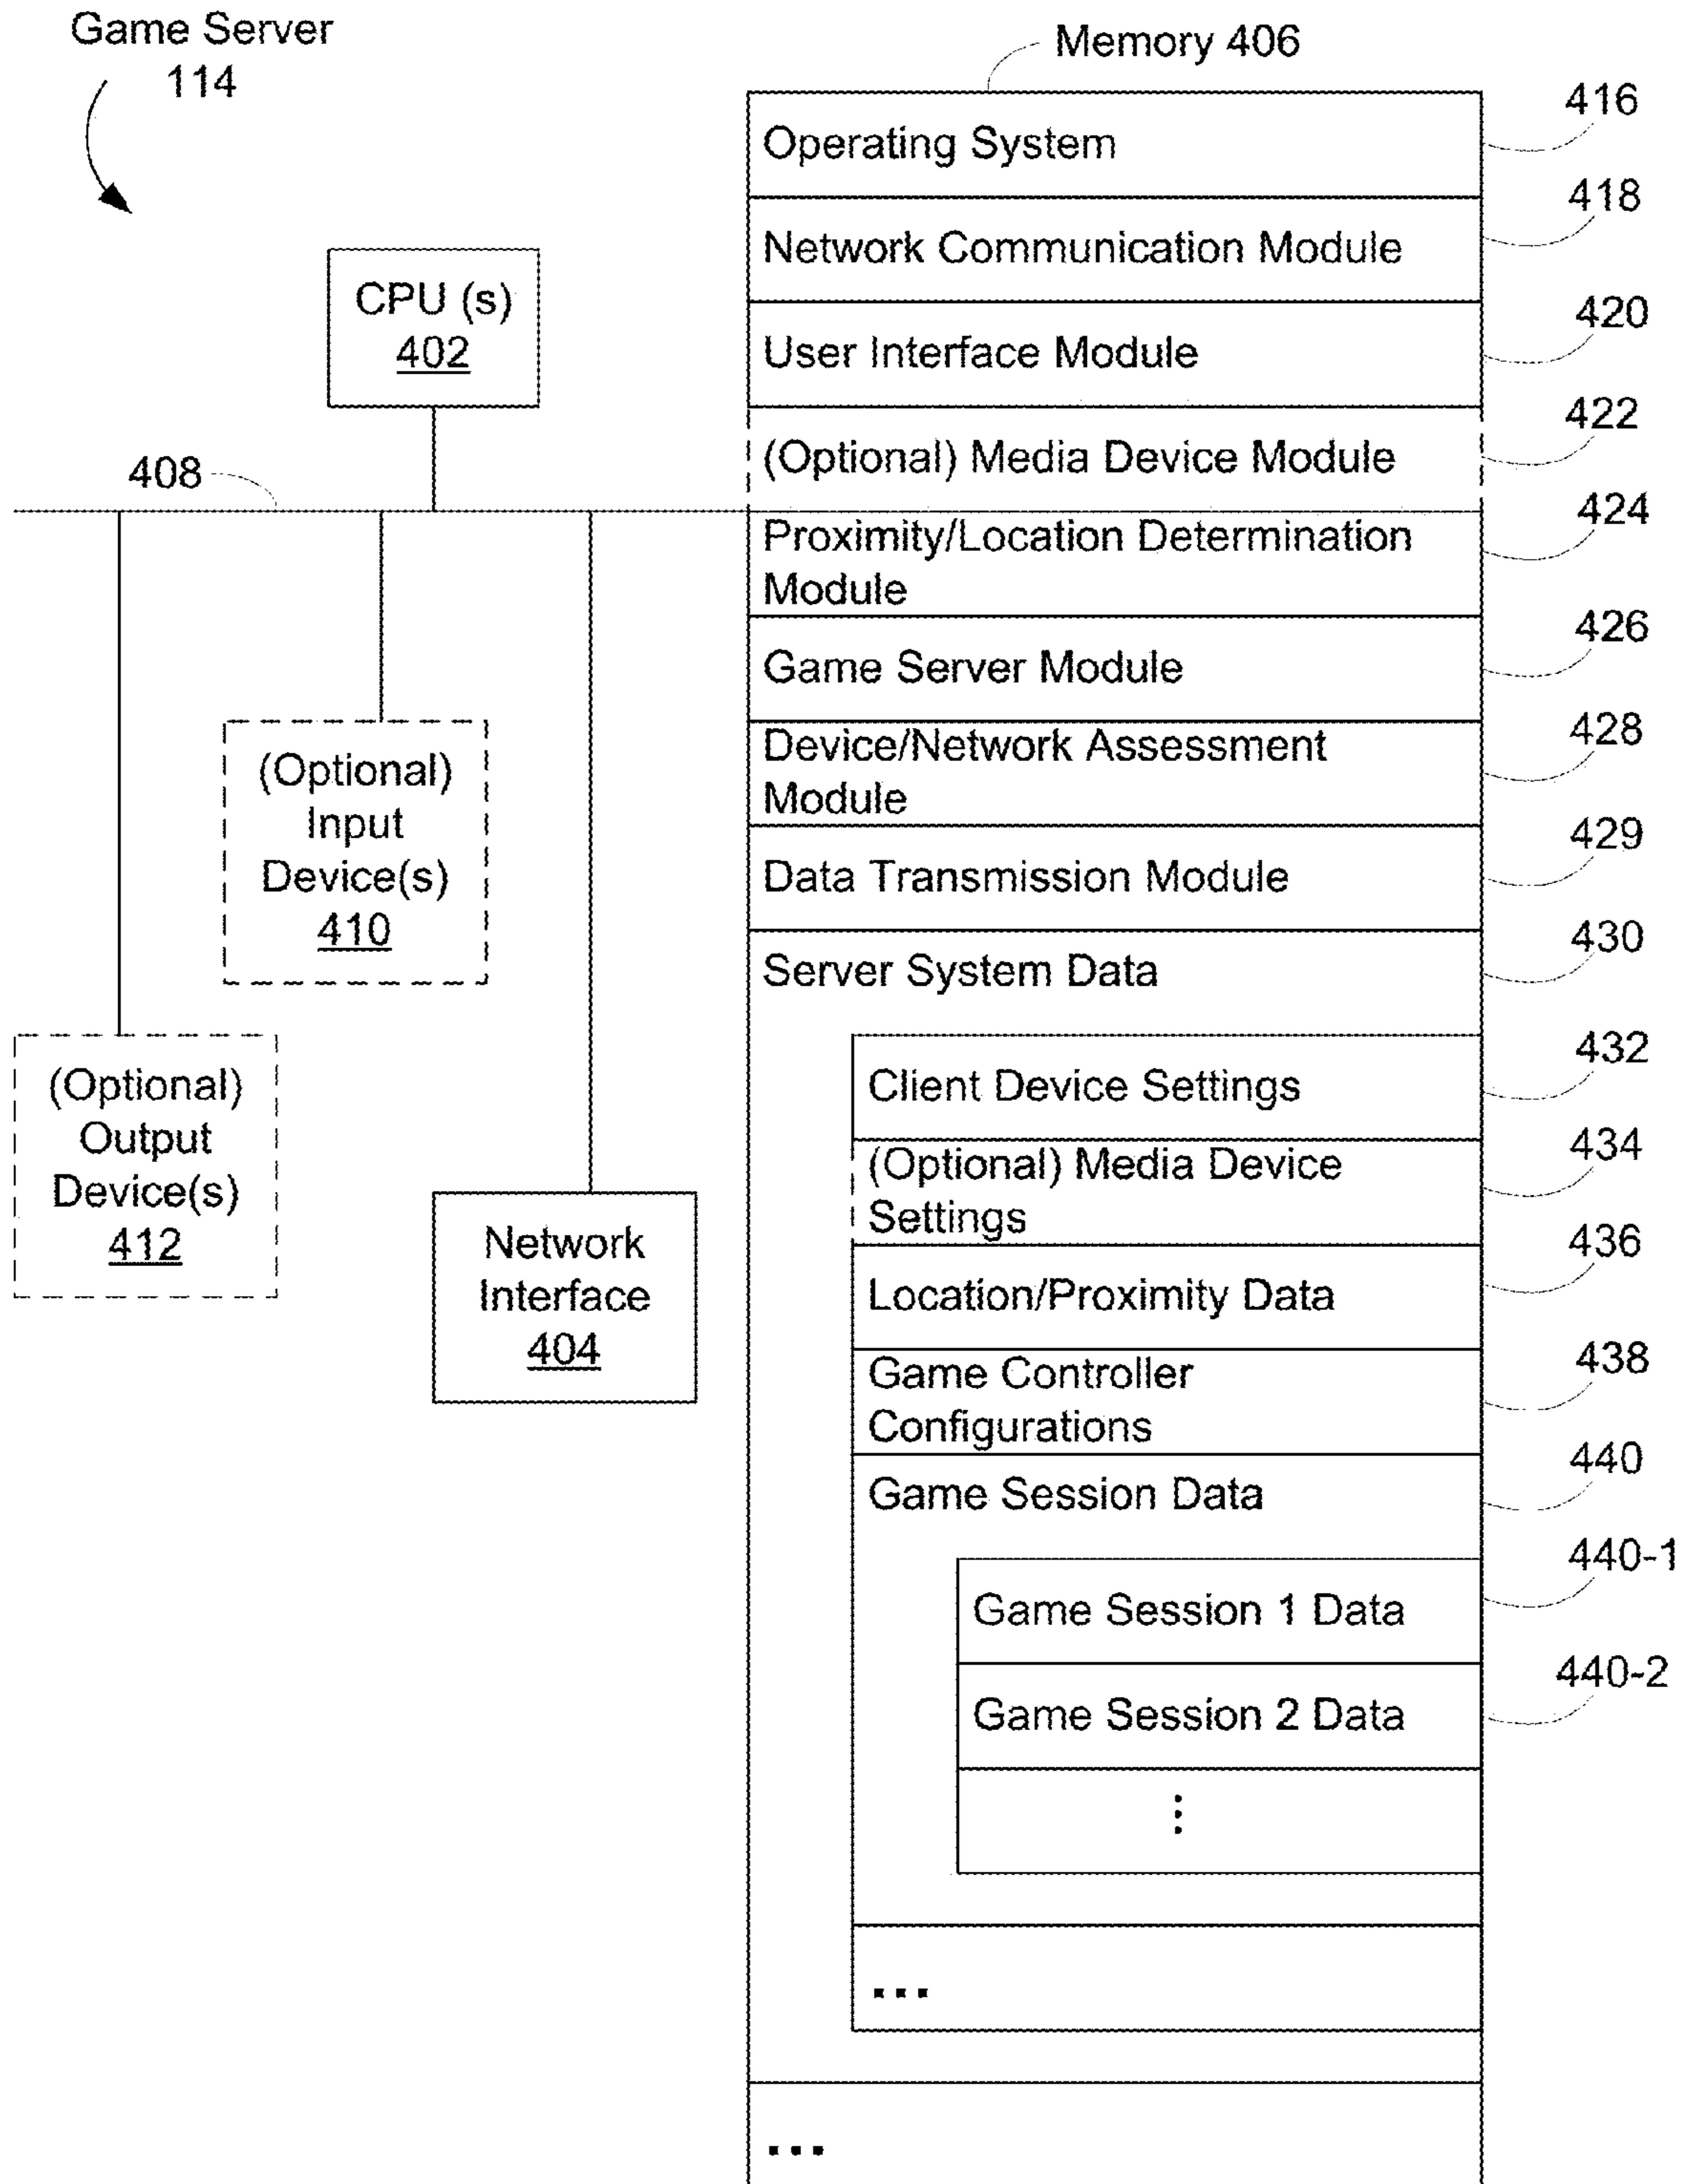 Game Server
114
Memory 406
416
Operating System
418
Network Communication Module
CPU (s)
402
420
User Interface Module
422
(Optional) Media Device Module
408
424
Proximity/Location Determination
Module
426
Game Server Module
428
Device/Network Assessment
Module
(Optional)
Input
Device(s)
410
429
Data Transmission Module
430
Server System Data
432
Client Device Settings
(Optional)
Output
Device(s)
412
434
(Optional) Media Device
Settings
Network
Interface
404
436
Location/Proximity Data
438
Game Controller
Configurations
440
Game Session Data
440-1
Game Session 1 Data
440-2
Game Session 2 Data
⋮
...
...